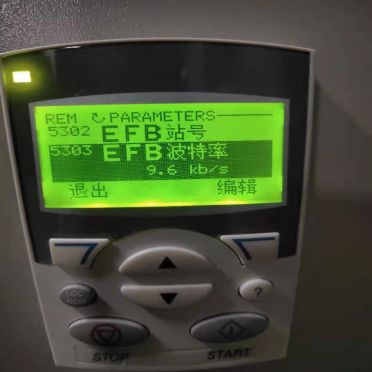 REM ↻ PARAMETERS
5302 EFB站号
5303 EFB波特率
9.6 kb/s
退出 编辑
LOC
REM
?
STOP START